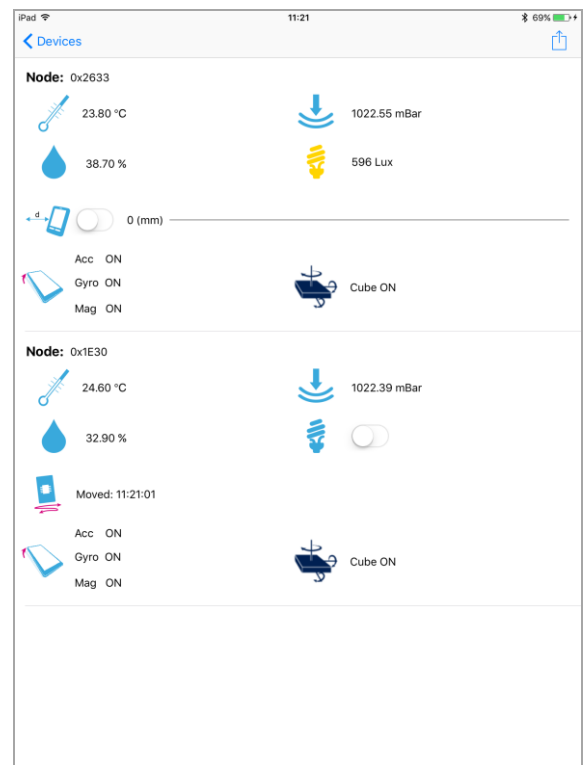 iPad 11:21 69%
Devices
Node: 0x2633
23.80 °C 1022.55 mBar
38.70 % 596 Lux
d 0 (mm)
Acc ON
Gyro ON Cube ON
Mag ON
Node: 0x1E30
24.60 °C 1022.39 mBar
32.90 %
Moved: 11:21:01
Acc ON
Gyro ON Cube ON
Mag ON